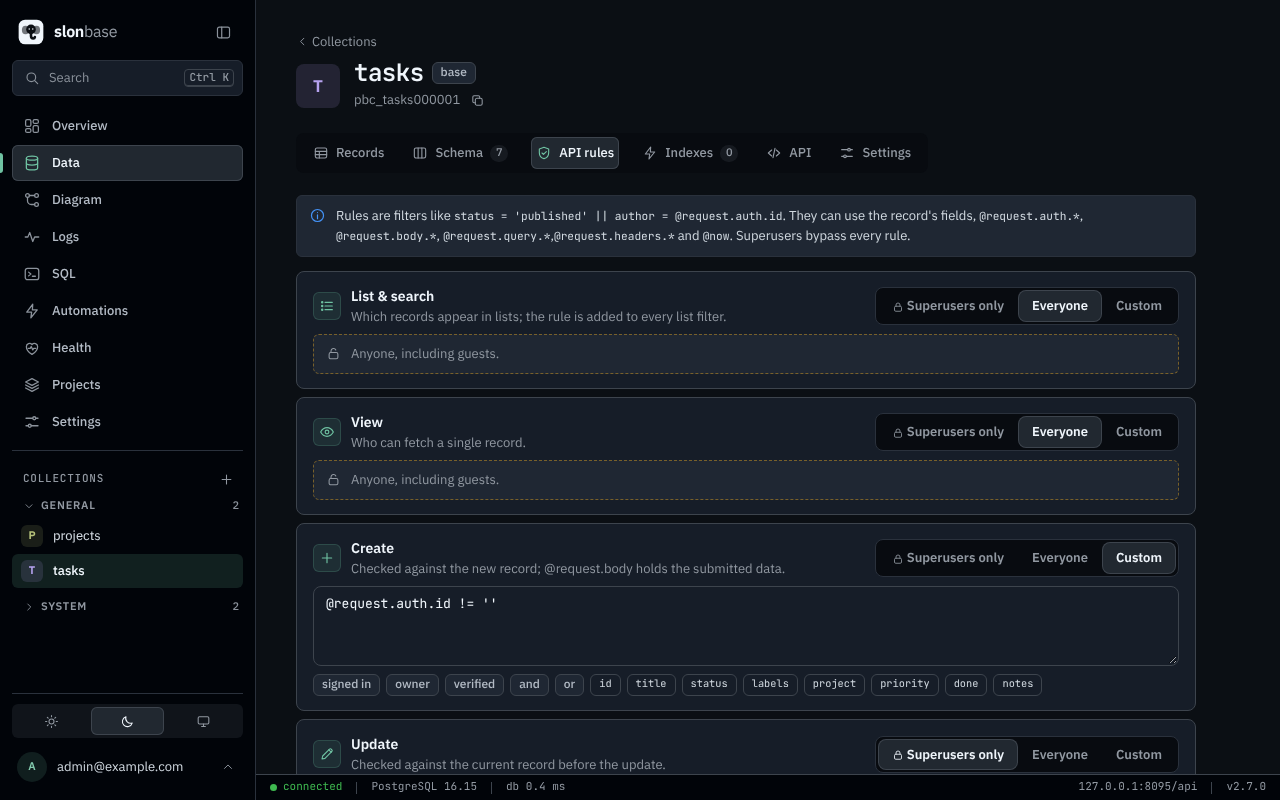 slonbase
Search Ctrl K
Overview
Data
Diagram
Logs
SQL
Automations
Health
Projects
Settings
COLLECTIONS
GENERAL 2
P projects
T tasks
SYSTEM 2
A admin@example.com
Collections
T tasks base
pbc_tasks000001
Records Schema 7 API rules Indexes 0 API Settings
Rules are filters like status = 'published' || author = @request.auth.id. They can use the record's fields, @request.auth.*,
@request.body.*, @request.query.*,@request.headers.* and @now. Superusers bypass every rule.
List & search
Which records appear in lists; the rule is added to every list filter.
Superusers only Everyone Custom
Anyone, including guests.
View
Who can fetch a single record.
Superusers only Everyone Custom
Anyone, including guests.
Create
Checked against the new record; @request.body holds the submitted data.
Superusers only Everyone Custom
@request.auth.id != ''
signed in owner verified and or id title status labels project priority done notes
Update
Checked against the current record before the update.
Superusers only Everyone Custom
connected PostgreSQL 16.15 db 0.4 ms 127.0.0.1:8095/api v2.7.0